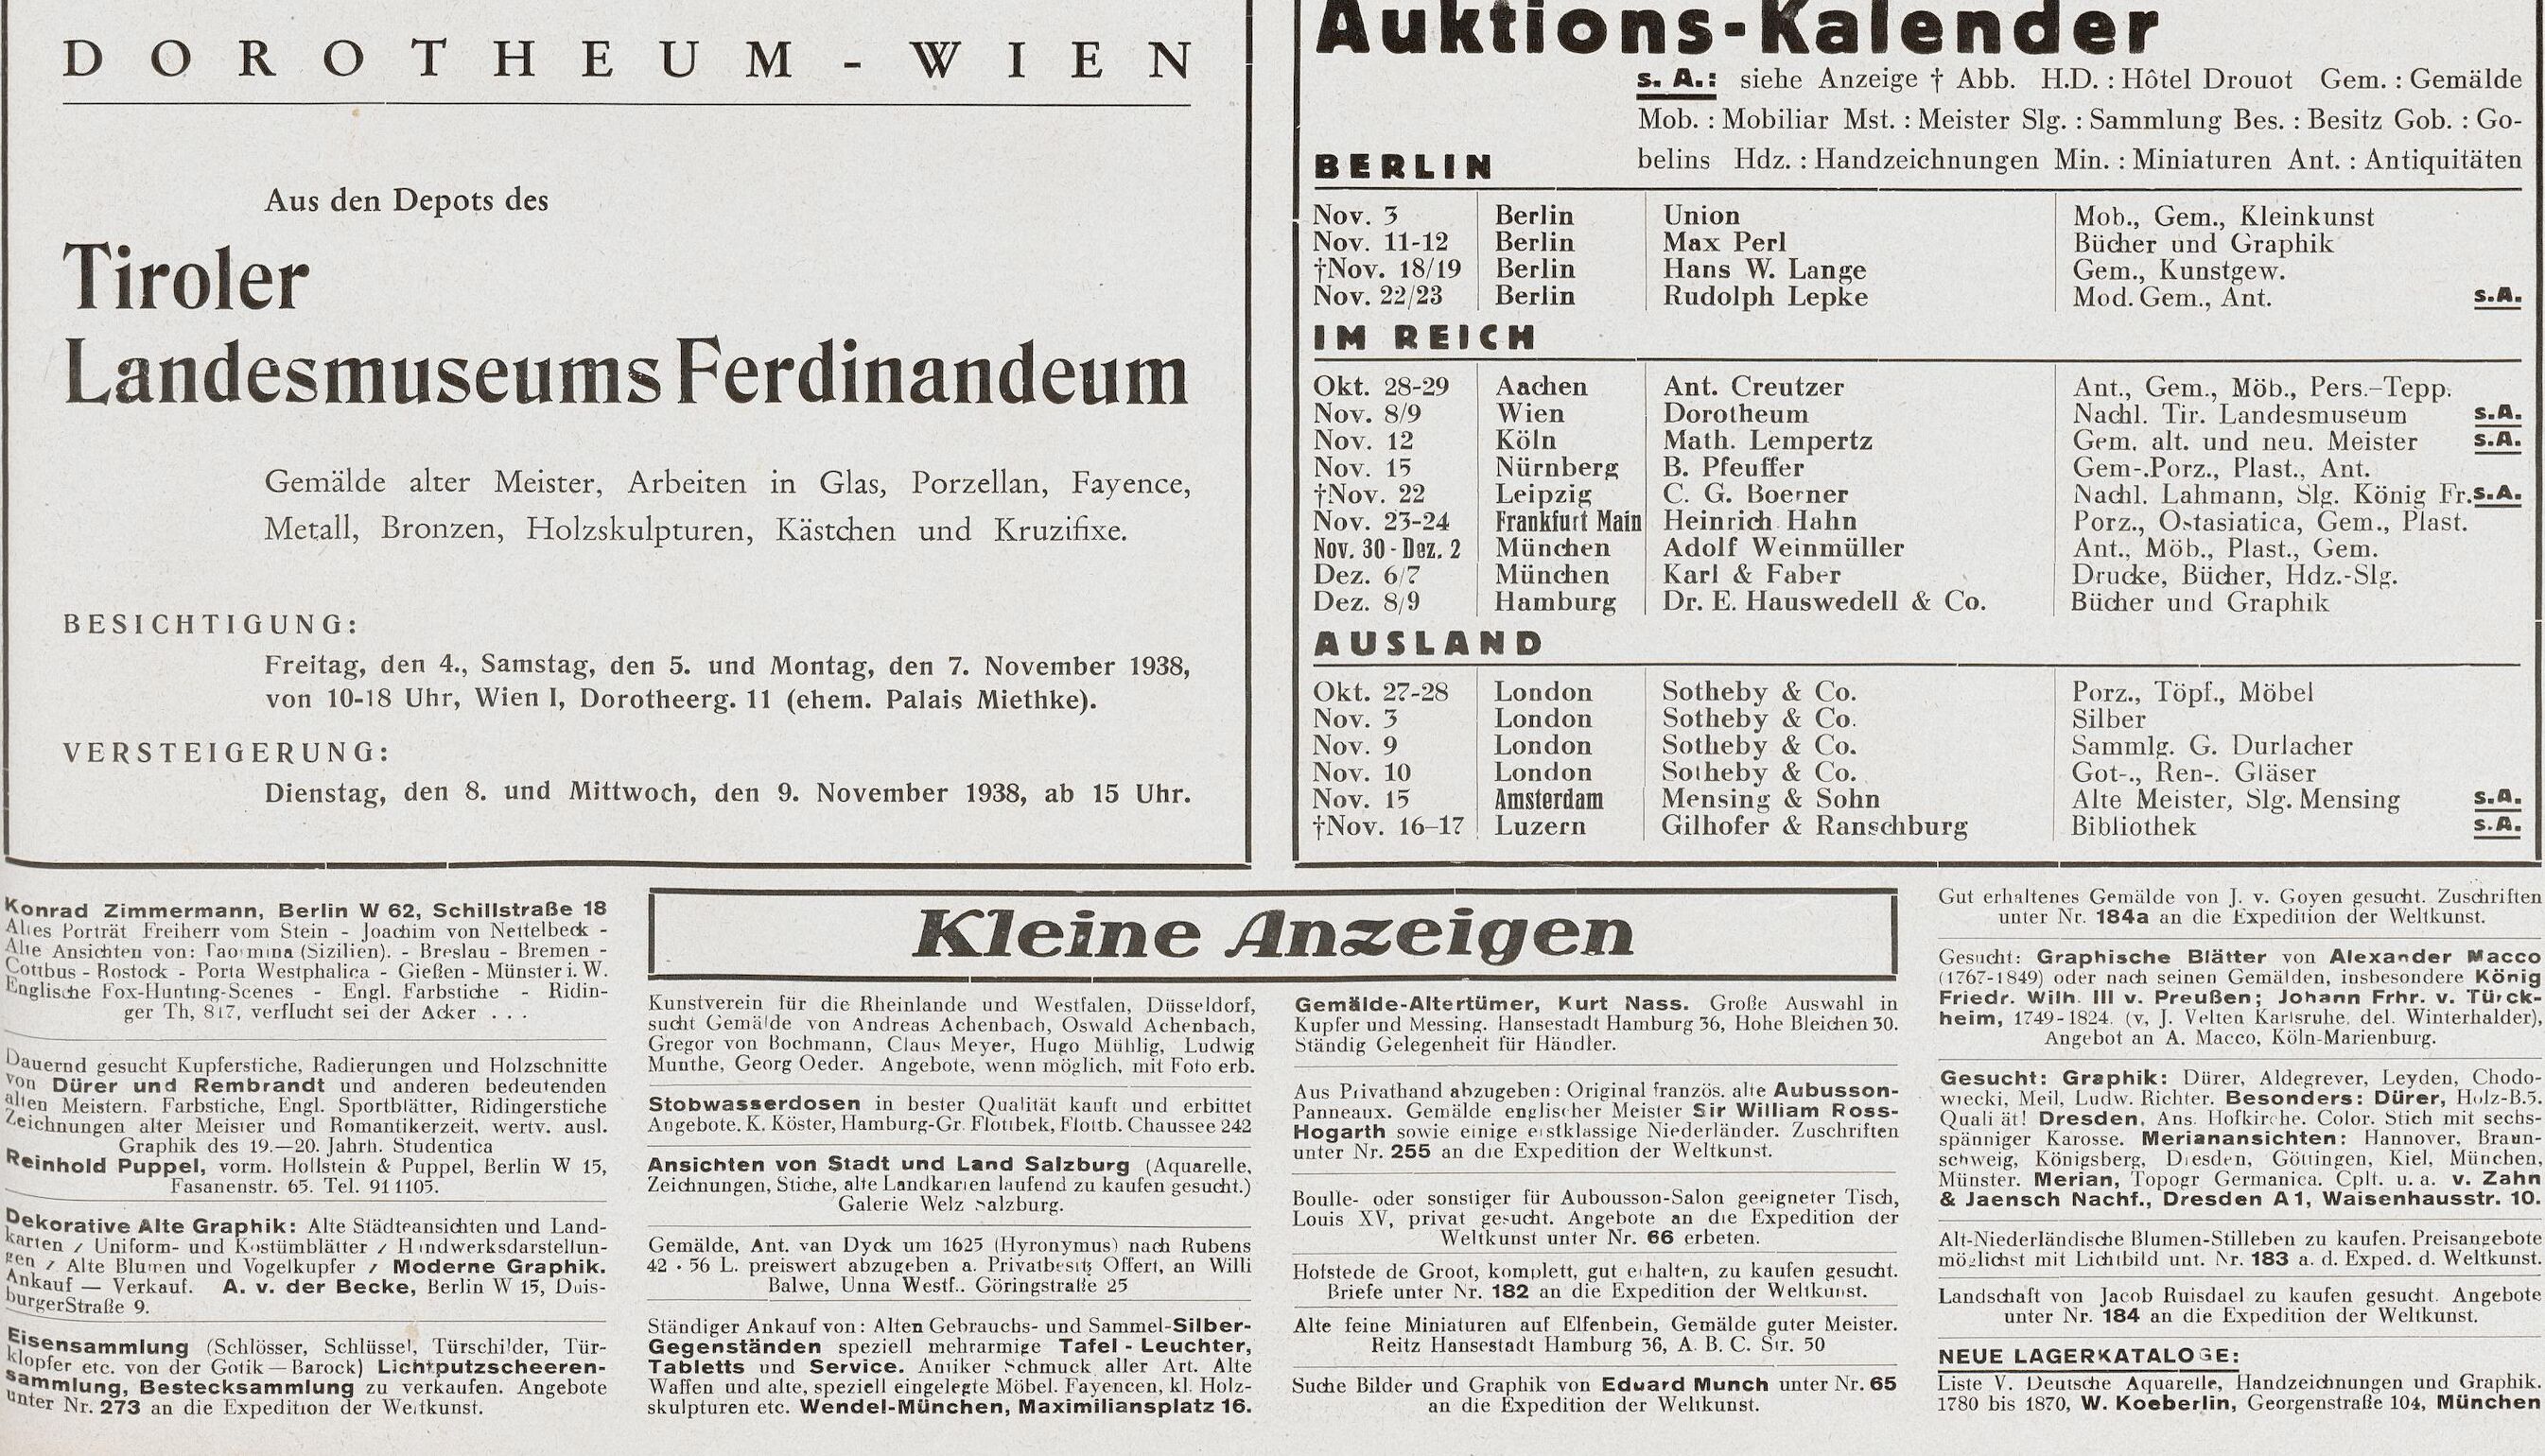 DOROTHEUM-WIEN
Aus den Depots des
Tiroler
Landesmuseums Ferdinandeum
Gemälde alter Meister, Arbeiten in Glas, Porzellan, Fayence,
Metall, Bronzen, Holzskulpturen, Kästchen und Kruzifixe.
BESICHTIGUNG:
Freitag, den 4., Samstag, den 5. und Montag, den 7. November 1938,
von 10-18 Uhr, Wien I, Dorotheerg. 11 (ehem. Palais Miethke).
VERSTEIGERUNG:
Dienstag, den 8. und Mittwoch, den 9. November 1938, ab 15 Uhr.
Auktions-Kalender
s. A.: siehe Anzeige † Abb. H.D. : Hôtel Drouot Gem. : Gemälde
Mob. : Mobiliar Mst. : Meister Slg. : Sammlung Bes. : Besitz Gob. : Go-
belins Hdz. : Handzeichnungen Min. : Miniaturen Ant. : Antiquitäten
BERLIN
Nov. 3 Berlin Union Mob., Gem., Kleinkunst
Nov. 11-12 Berlin Max Perl Bücher und Graphik
†Nov. 18/19 Berlin Hans W. Lange Gem., Kunstgew.
Nov. 22/23 Berlin Rudolph Lepke Mod. Gem., Ant. s.A.
IM REICH
Okt. 28-29 Aachen Ant. Creutzer Ant., Gem., Möb., Pers.-Tepp.
Nov. 8/9 Wien Dorotheum Nachl. Tir. Landesmuseum s.A.
Nov. 12 Köln Math. Lempertz Gem. alt. und neu. Meister s.A.
Nov. 15 Nürnberg B. Pfeuffer Gem-.Porz., Plast., Ant.
†Nov. 22 Leipzig C. G. Boerner Nachl. Lahmann, Slg. König Fr. s.A.
Nov. 23-24 Frankfurt Main Heinrich Hahn Porz., Ostasiatica, Gem., Plast.
Nov. 30 - Dez. 2 München Adolf Weinmüller Ant., Möb., Plast., Gem.
Dez. 6/7 München Karl & Faber Drucke, Bücher, Hdz.-Slg.
Dez. 8/9 Hamburg Dr. E. Hauswedell & Co. Bücher und Graphik
AUSLAND
Okt. 27-28 London Sotheby & Co. Porz., Töpf., Möbel
Nov. 3 London Sotheby & Co. Silber
Nov. 9 London Sotheby & Co. Sammlg. G. Durlacher
Nov. 10 London Sotheby & Co. Got-., Ren-. Gläser
Nov. 15 Amsterdam Mensing & Sohn Alte Meister, Slg. Mensing s.A.
†Nov. 16–17 Luzern Gilhofer & Ranschburg Bibliothek s.A.
Konrad Zimmermann, Berlin W 62, Schillstraße 18
Altes Porträt Freiherr vom Stein - Joachim von Nettelbeck -
Alte Ansichten von: Taormina (Sizilien). - Breslau - Bremen -
Cottbus - Rostock - Porta Westphalica - Gießen - Münster i. W.
Englische Fox-Hunting-Scenes - Engl. Farbstiche - Ridin-
ger Th, 817, verflucht sei der Acker . . .
Dauernd gesucht Kupferstiche, Radierungen und Holzschnitte
von Dürer und Rembrandt und anderen bedeutenden
alten Meistern. Farbstiche, Engl. Sportblätter, Ridingerstiche
Zeichnungen alter Meister und Romantikerzeit, wertv. ausl.
Graphik des 19.—20. Jahrh. Studentica
Reinhold Puppel, vorm. Hollstein & Puppel, Berlin W 15,
Fasanenstr. 65. Tel. 911105.
Dekorative Alte Graphik: Alte Städteansichten und Land-
karten / Uniform- und Kostümblätter / Handwerksdarstellun-
gen / Alte Blumen und Vogelkupfer / Moderne Graphik.
Ankauf — Verkauf. A. v. der Becke, Berlin W 15, Duis-
burgerStraße 9.
Eisensammlung (Schlösser, Schlüssel, Türschilder, Tür-
klopfer etc. von der Gotik — Barock) Lichtputzscheeren-
sammlung, Bestecksammlung zu verkaufen. Angebote
unter Nr. 273 an die Expedition der Weltkunst.
Kleine Anzeigen
Kunstverein für die Rheinlande und Westfalen, Düsseldorf,
sucht Gemälde von Andreas Achenbach, Oswald Achenbach,
Gregor von Bochmann, Claus Meyer, Hugo Mühlig, Ludwig
Munthe, Georg Oeder. Angebote, wenn möglich, mit Foto erb.
Stobwasserdosen in bester Qualität kauft und erbittet
Angebote. K. Köster, Hamburg-Gr. Flottbek, Flottb. Chaussee 242
Ansichten von Stadt und Land Salzburg (Aquarelle,
Zeichnungen, Stiche, alte Landkarten laufend zu kaufen gesucht.)
Galerie Welz Salzburg.
Gemälde, Ant. van Dyck um 1625 (Hyronymus) nach Rubens
42 · 56 L. preiswert abzugeben a. Privatbesitz Offert, an Willi
Balwe, Unna Westf.. Göringstraße 25
Ständiger Ankauf von: Alten Gebrauchs- und Sammel-Silber-
Gegenständen speziell mehrarmige Tafel - Leuchter,
Tabletts und Service. Antiker Schmuck aller Art. Alte
Waffen und alte, speziell eingelegte Möbel. Fayencen, kl. Holz-
skulpturen etc. Wendel-München, Maximiliansplatz 16.
Gemälde-Altertümer, Kurt Nass. Große Auswahl in
Kupfer und Messing. Hansestadt Hamburg 36, Hohe Bleichen 30.
Ständig Gelegenheit für Händler.
Aus Privathand abzugeben: Original französ. alte Aubusson-
Panneaux. Gemälde englischer Meister Sir William Ross-
Hogarth sowie einige erstklassige Niederländer. Zuschriften
unter Nr. 255 an die Expedition der Weltkunst.
Boulle- oder sonstiger für Aubousson-Salon geeigneter Tisch,
Louis XV, privat gesucht. Angebote an die Expedition der
Weltkunst unter Nr. 66 erbeten.
Hofstede de Groot, komplett, gut erhalten, zu kaufen gesucht.
Briefe unter Nr. 182 an die Expedition der Weltkunst.
Alte feine Miniaturen auf Elfenbein, Gemälde guter Meister.
Reitz Hansestadt Hamburg 36, A. B. C. Str. 50
Suche Bilder und Graphik von Eduard Munch unter Nr. 65
an die Expedition der Weltkunst.
Gut erhaltenes Gemälde von J. v. Goyen gesucht. Zuschriften
unter Nr. 184a an die Expedition der Weltkunst.
Gesucht: Graphische Blätter von Alexander Macco
(1767-1849) oder nach seinen Gemälden, insbesondere König
Friedr. Wilh. III v. Preußen; Johann Frhr. v. Türck-
heim, 1749-1824. (v, J. Velten Karlsruhe, del. Winterhalder),
Angebot an A. Macco, Köln-Marienburg.
Gesucht: Graphik: Dürer, Aldegrever, Leyden, Chodo-
wiecki, Meil, Ludw. Richter. Besonders: Dürer, Holz-B.5.
Quali ät! Dresden, Ans. Hofkirche. Color. Stich mit sechs-
spänniger Karosse. Merianansichten: Hannover, Braun-
schweig, Königsberg, Dresden, Göttingen, Kiel, München,
Münster. Merian, Topogr Germanica. Cplt. u. a. v. Zahn
& Jaensch Nachf., Dresden A 1, Waisenhausstr. 10.
Alt-Niederländische Blumen-Stilleben zu kaufen. Preisangebote
möglichst mit Lichtbild unt. Nr. 183 a. d. Exped. d. Weltkunst.
Landschaft von Jacob Ruisdael zu kaufen gesucht. Angebote
unter Nr. 184 an die Expedition der Weltkunst.
NEUE LAGERKATALOGE:
Liste V. Deutsche Aquarelle, Handzeichnungen und Graphik.
1780 bis 1870, W. Koeberlin, Georgenstraße 104, München